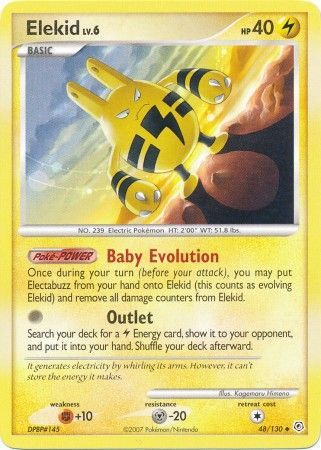 Elekid LV.6
HP 40
BASIC
NO. 239 Electric Pokémon HT: 2'00" WT: 51.8 lbs.
Poké-POWER Baby Evolution
Once during your turn (before your attack), you may put
Electabuzz from your hand onto Elekid (this counts as evolving
Elekid) and remove all damage counters from Elekid.
Outlet
Search your deck for a Energy card, show it to your opponent,
and put it into your hand. Shuffle your deck afterward.
It generates electricity by whirling its arms. However, it can't
store the energy it makes.
Illus. Kagemaru Himeno
weakness resistance retreat cost
+10 -20
DPBP#145 ©2007 Pokémon/Nintendo 48/130